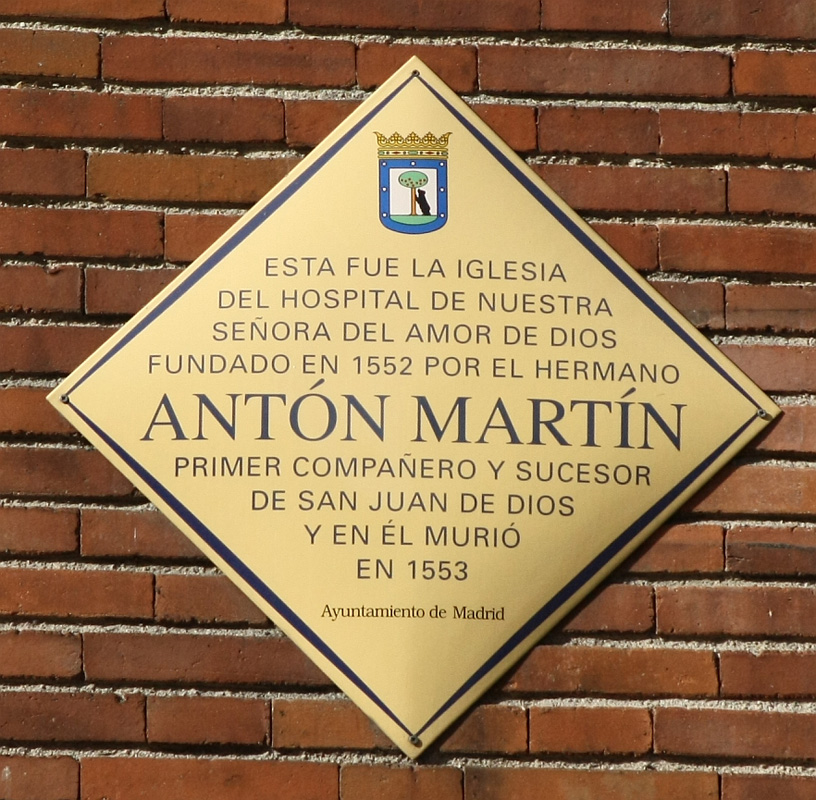 ESTA FUE LA IGLESIA
DEL HOSPITAL DE NUESTRA
SEÑORA DEL AMOR DE DIOS
FUNDADO EN 1552 POR EL HERMANO
ANTÓN MARTÍN
PRIMER COMPAÑERO Y SUCESOR
DE SAN JUAN DE DIOS
Y EN ÉL MURIÓ
EN 1553
Ayuntamiento de Madrid